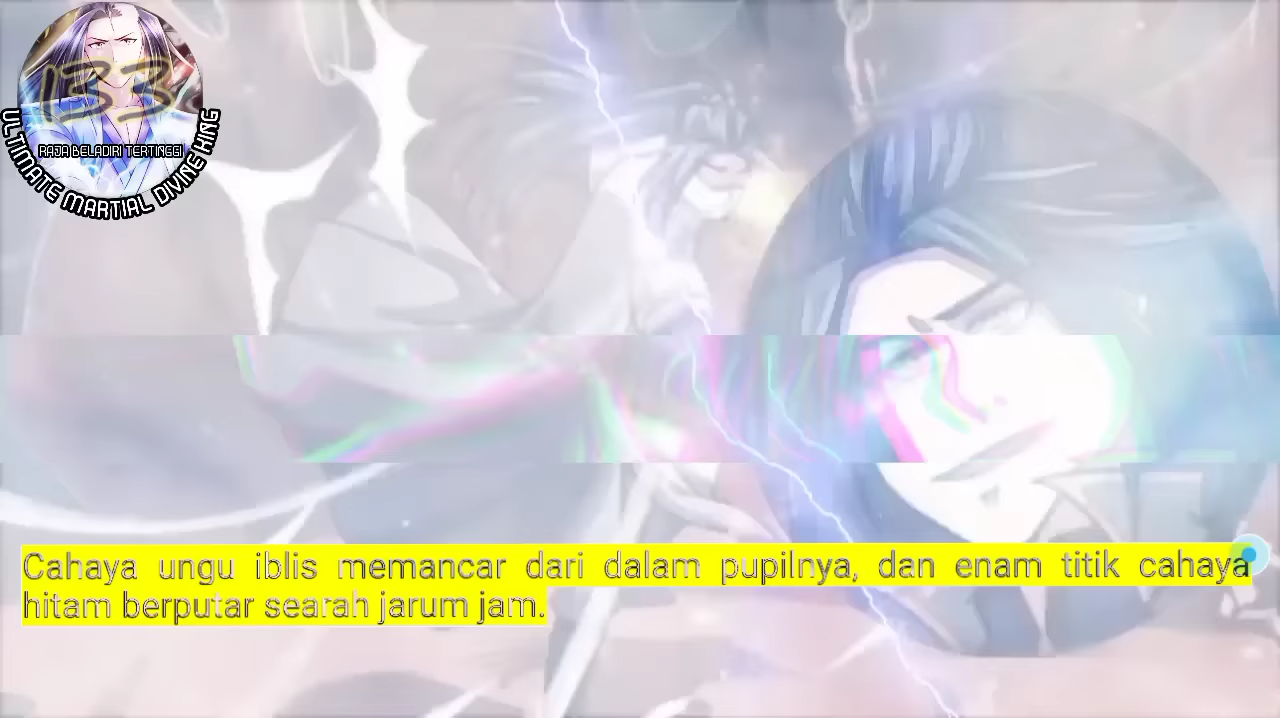 133
RAJA BELADIRI TERTINGGI
ULTIMATE MARTIAL DIVINE KING
Cahaya ungu iblis memancar dari dalam pupilnya, dan enam titik cahaya
hitam berputar searah jarum jam.